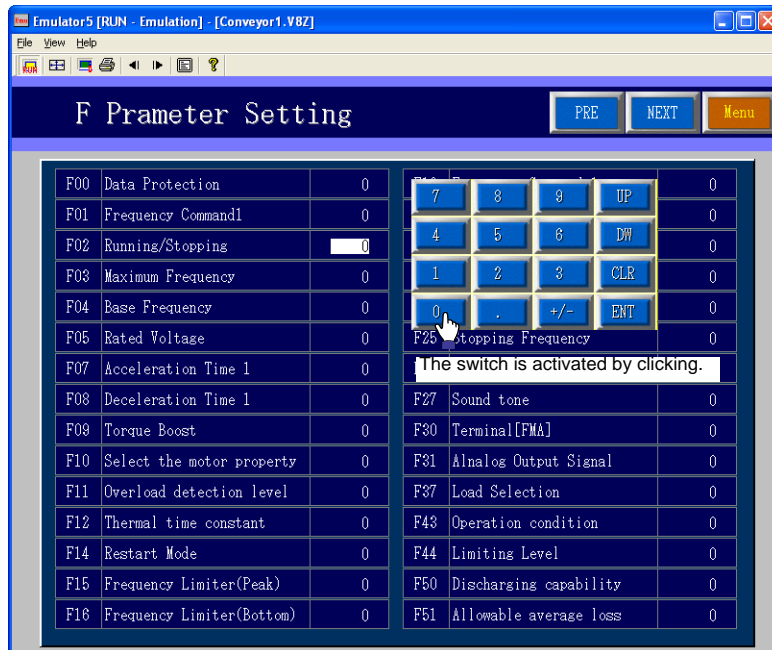 Emulator5 [RUN - Emulation] - [Conveyor1.V8Z]
File View Help
F Prameter Setting
PRE NEXT Menu
F00 Data Protection 0
F01 Frequency Command1 0
F02 Running/Stopping 0
F03 Maximum Frequency 0
F04 Base Frequency 0
F05 Rated Voltage 0
F07 Acceleration Time 1 0
F08 Deceleration Time 1 0
F09 Torque Boost 0
F10 Select the motor property 0
F11 Overload detection level 0
F12 Thermal time constant 0
F14 Restart Mode 0
F15 Frequency Limiter(Peak) 0
F16 Frequency Limiter(Bottom) 0
0
0
0
0
0
7 8 9 UP
4 5 6 DW
1 2 3 CLR
0 . +/- ENT
F25 Stopping Frequency 0
The switch is activated by clicking.
0
F27 Sound tone 0
F30 Terminal[FMA] 0
F31 Alnalog Output Signal 0
F37 Load Selection 0
F43 Operation condition 0
F44 Limiting Level 0
F50 Discharging capability 0
F51 Allowable average loss 0